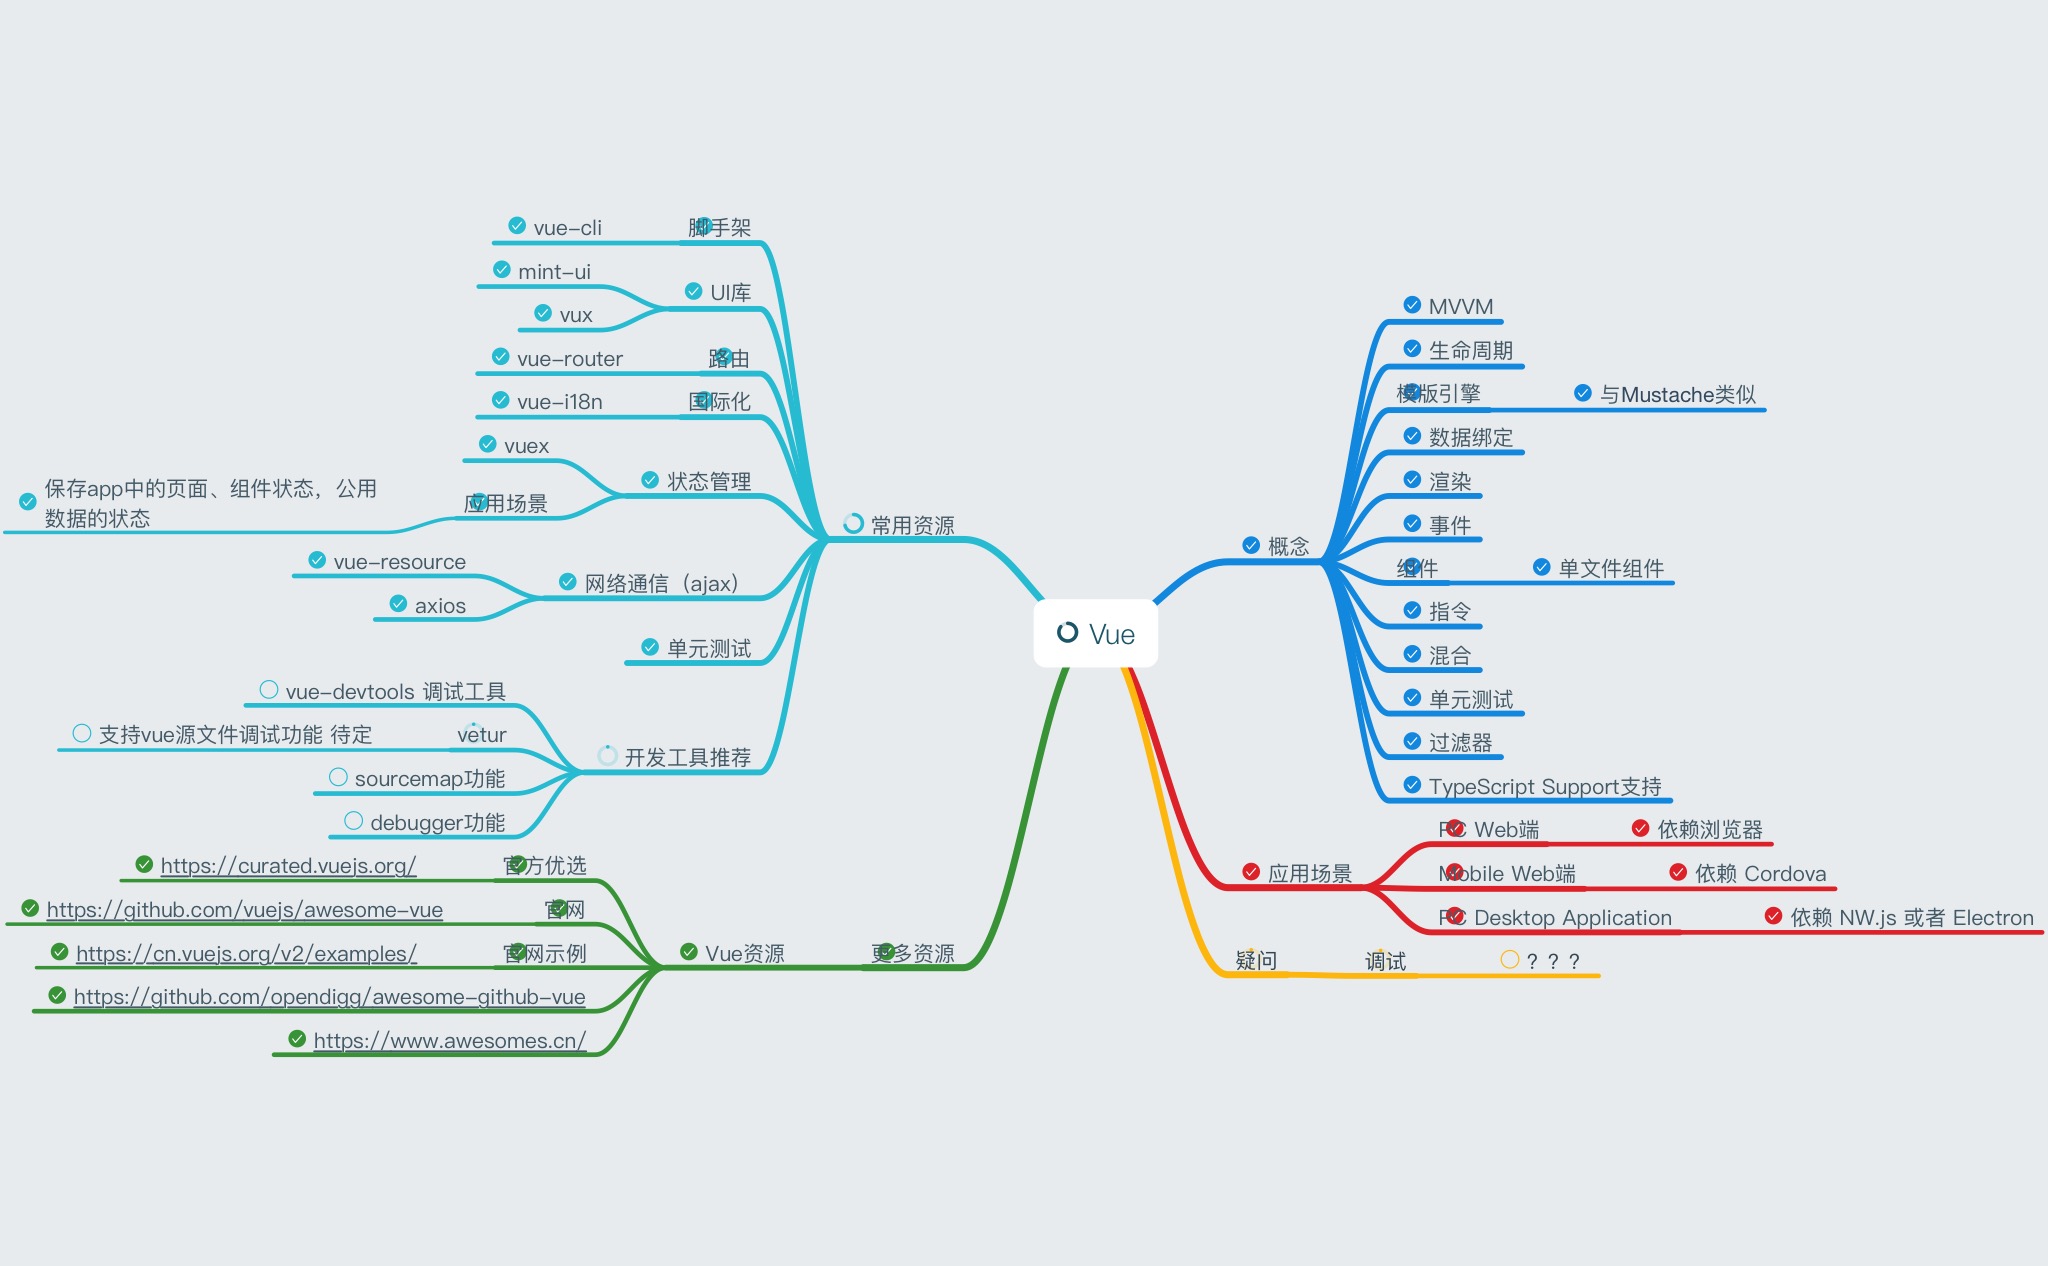 Vue
常用资源
脚手架
vue-cli
UI库
mint-ui
vux
路由
vue-router
国际化
vue-i18n
状态管理
vuex
应用场景
保存app中的页面、组件状态，公用
数据的状态
网络通信（ajax）
vue-resource
axios
单元测试
开发工具推荐
vue-devtools 调试工具
vetur
支持vue源文件调试功能 待定
sourcemap功能
debugger功能
更多资源
Vue资源
官方优选
https://curated.vuejs.org/
官网
https://github.com/vuejs/awesome-vue
官网示例
https://cn.vuejs.org/v2/examples/
https://github.com/opendigg/awesome-github-vue
https://www.awesomes.cn/
概念
MVVM
生命周期
模版引擎
与Mustache类似
数据绑定
渲染
事件
组件
单文件组件
指令
混合
单元测试
过滤器
TypeScript Support支持
应用场景
PC Web端
依赖浏览器
Mobile Web端
依赖 Cordova
PC Desktop Application
依赖 NW.js 或者 Electron
疑问
调试
？？？